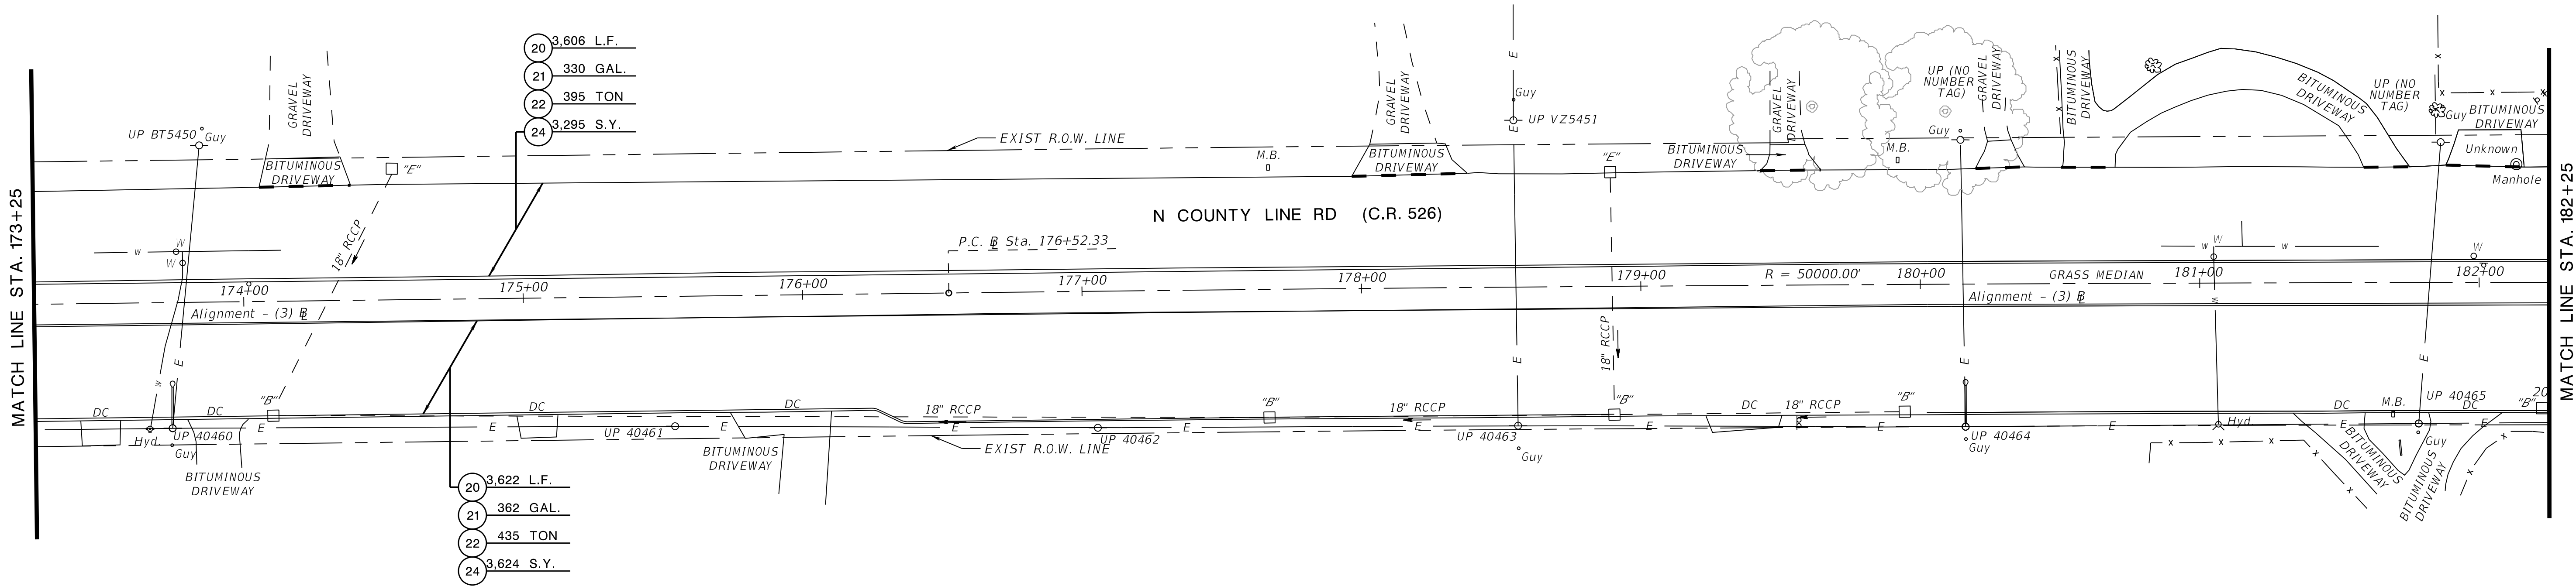 MATCH LINE STA. 173+25
20 3,606 L.F.
21 330 GAL.
22 395 TON
24 3,295 S.Y.
GRAVEL
DRIVEWAY
UP BT5450
Guy
BITUMINOUS
DRIVEWAY
"E"
18" RCCP
EXIST R.O.W. LINE
M.B.
GRAVEL
DRIVEWAY
BITUMINOUS
DRIVEWAY
E
Guy
E
UP VZ5451
"E"
BITUMINOUS
DRIVEWAY
GRAVEL
DRIVEWAY
M.B.
UP (NO
NUMBER
TAG)
Guy
GRAVEL
DRIVEWAY
BITUMINOUS
DRIVEWAY
BITUMINOUS
DRIVEWAY
UP (NO
NUMBER
TAG)
Guy
BITUMINOUS
DRIVEWAY
Unknown
Manhole
N COUNTY LINE RD (C.R. 526)
W
W
W
P.C. BL Sta. 176+52.33
174+00
175+00
176+00
177+00
178+00
179+00
R = 50000.00'
180+00
GRASS MEDIAN
181+00
182+00
W
W
W
W
W
Alignment - (3) BL
Alignment - (3) BL
18" RCCP
E
W
E
E
E
DC
DC
"B"
DC
DC
18" RCCP
"B"
18" RCCP
"B"
DC
18" RCCP
"B"
DC
M.B.
UP 40465
DC
"B"
20
Hyd
UP 40460
Guy
E
E
UP 40461
E
E
UP 40462
E
E
UP 40463
Guy
E
E
UP 40464
Guy
E
Hyd
E
Guy
E
BITUMINOUS
DRIVEWAY
BITUMINOUS
DRIVEWAY
EXIST R.O.W. LINE
BITUMINOUS
DRIVEWAY
BITUMINOUS
DRIVEWAY
20 3,622 L.F.
21 362 GAL.
22 435 TON
24 3,624 S.Y.
MATCH LINE STA. 182+25